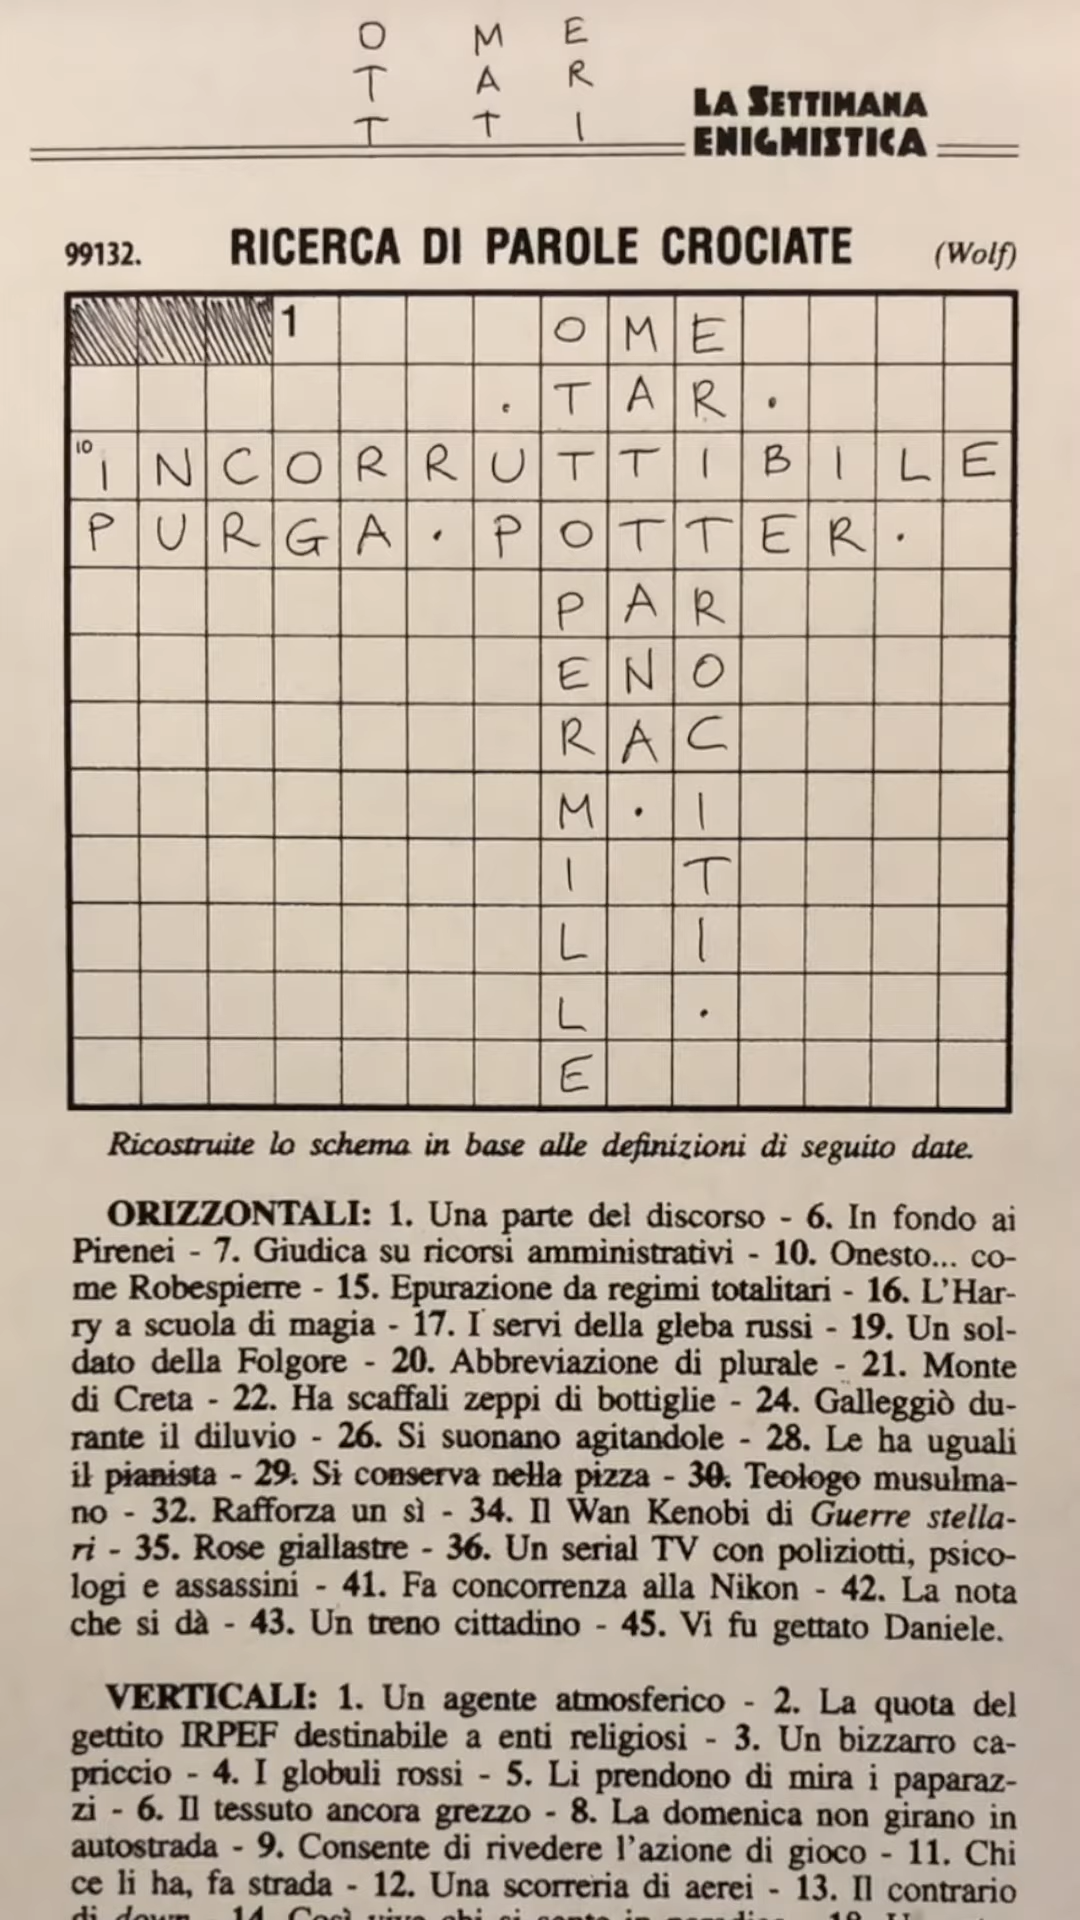 O M E
T A R
T T I
LA SETTIMANA
ENIGMISTICA
99132. RICERCA DI PAROLE CROCIATE (Wolf)
1 O M E
. T A R .
10 I N C O R R U T T I B I L E
P U R G A . P O T T E R .
P A R
E N O
R A C
M . I
I T
L I
L .
E
Ricostruite lo schema in base alle definizioni di seguito date.
ORIZZONTALI: 1. Una parte del discorso - 6. In fondo ai
Pirenei - 7. Giudica su ricorsi amministrativi - 10. Onesto... co-
me Robespierre - 15. Epurazione da regimi totalitari - 16. L'Har-
ry a scuola di magia - 17. I servi della gleba russi - 19. Un sol-
dato della Folgore - 20. Abbreviazione di plurale - 21. Monte
di Creta - 22. Ha scaffali zeppi di bottiglie - 24. Galleggiò du-
rante il diluvio - 26. Si suonano agitandole - 28. Le ha uguali
il pianista - 29. Si conserva nella pizza - 30. Teologo musulma-
no - 32. Rafforza un sì - 34. Il Wan Kenobi di Guerre stella-
ri - 35. Rose giallastre - 36. Un serial TV con poliziotti, psico-
logi e assassini - 41. Fa concorrenza alla Nikon - 42. La nota
che si dà - 43. Un treno cittadino - 45. Vi fu gettato Daniele.
VERTICALI: 1. Un agente atmosferico - 2. La quota del
gettito IRPEF destinabile a enti religiosi - 3. Un bizzarro ca-
priccio - 4. I globuli rossi - 5. Li prendono di mira i paparaz-
zi - 6. Il tessuto ancora grezzo - 8. La domenica non girano in
autostrada - 9. Consente di rivedere l'azione di gioco - 11. Chi
ce li ha, fa strada - 12. Una scorreria di aerei - 13. Il contrario
di down 14. Così vive chi si sente in